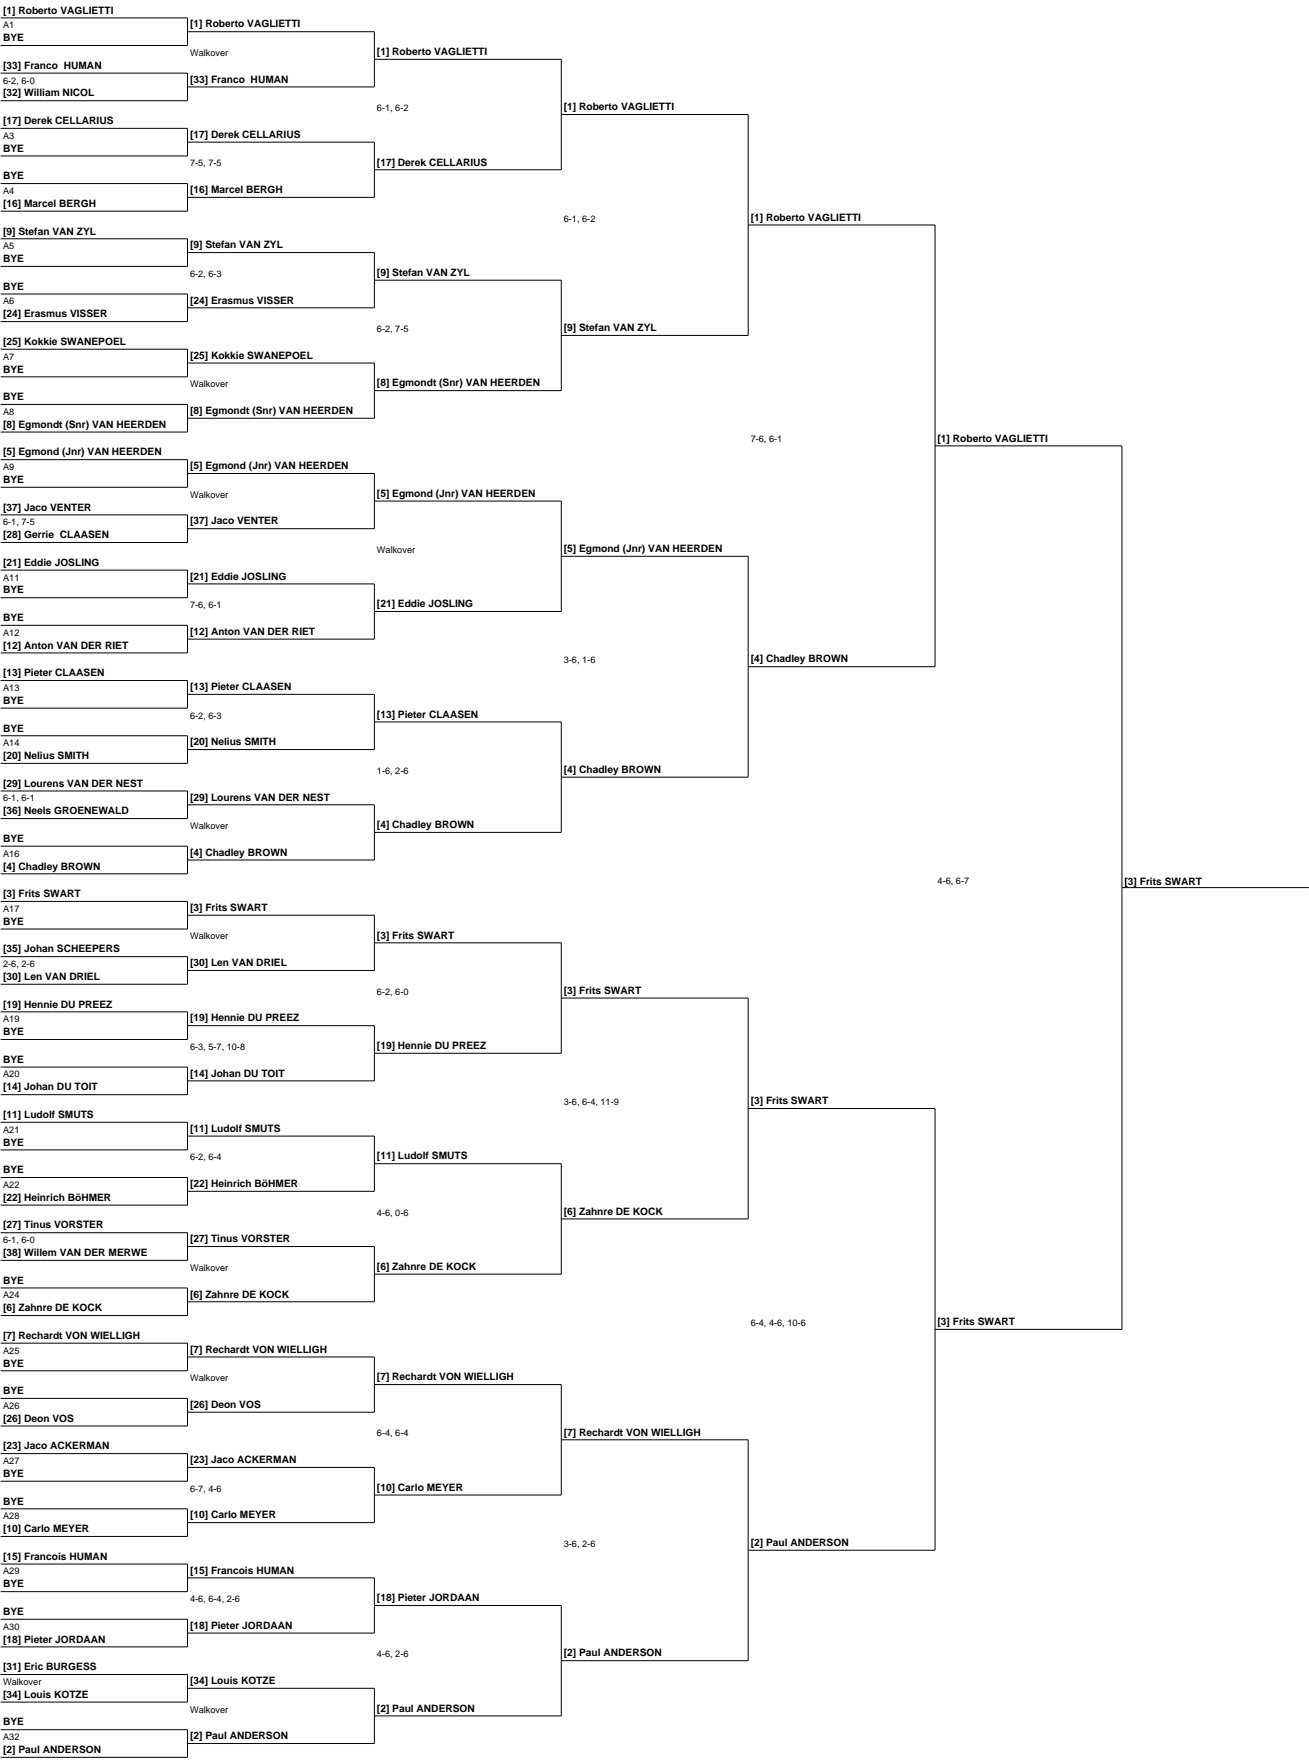 [1] Roberto VAGLIETTI
A1
BYE
[33] Franco  HUMAN
6-2, 6-0
[32] William NICOL
[17] Derek CELLARIUS
A3
BYE
BYE
A4
[16] Marcel BERGH
[9] Stefan VAN ZYL
A5
BYE
BYE
A6
[24] Erasmus VISSER
[25] Kokkie SWANEPOEL
A7
BYE
BYE
A8
[8] Egmondt (Snr) VAN HEERDEN
[5] Egmond (Jnr) VAN HEERDEN
A9
BYE
[37] Jaco VENTER
6-1, 7-5
[28] Gerrie  CLAASEN
[21] Eddie JOSLING
A11
BYE
BYE
A12
[12] Anton VAN DER RIET
[13] Pieter CLAASEN
A13
BYE
BYE
A14
[20] Nelius SMITH
[29] Lourens VAN DER NEST
6-1, 6-1
[36] Neels GROENEWALD
BYE
A16
[4] Chadley BROWN
[3] Frits SWART
A17
BYE
[35] Johan SCHEEPERS
2-6, 2-6
[30] Len VAN DRIEL
[19] Hennie DU PREEZ
A19
BYE
BYE
A20
[14] Johan DU TOIT
[11] Ludolf SMUTS
A21
BYE
BYE
A22
[22] Heinrich BöHMER
[27] Tinus VORSTER
6-1, 6-0
[38] Willem VAN DER MERWE
BYE
A24
[6] Zahnre DE KOCK
[7] Rechardt VON WIELLIGH
A25
BYE
BYE
A26
[26] Deon VOS
[23] Jaco ACKERMAN
A27
BYE
BYE
A28
[10] Carlo MEYER
[15] Francois HUMAN
A29
BYE
BYE
A30
[18] Pieter JORDAAN
[31] Eric BURGESS
Walkover
[34] Louis KOTZE
BYE
A32
[2] Paul ANDERSON
[1] Roberto VAGLIETTI
Walkover
[33] Franco  HUMAN
[17] Derek CELLARIUS
7-5, 7-5
[16] Marcel BERGH
[9] Stefan VAN ZYL
6-2, 6-3
[24] Erasmus VISSER
[25] Kokkie SWANEPOEL
Walkover
[8] Egmondt (Snr) VAN HEERDEN
[5] Egmond (Jnr) VAN HEERDEN
Walkover
[37] Jaco VENTER
[21] Eddie JOSLING
7-6, 6-1
[12] Anton VAN DER RIET
[13] Pieter CLAASEN
6-2, 6-3
[20] Nelius SMITH
[29] Lourens VAN DER NEST
Walkover
[4] Chadley BROWN
[3] Frits SWART
Walkover
[30] Len VAN DRIEL
[19] Hennie DU PREEZ
6-3, 5-7, 10-8
[14] Johan DU TOIT
[11] Ludolf SMUTS
6-2, 6-4
[22] Heinrich BöHMER
[27] Tinus VORSTER
Walkover
[6] Zahnre DE KOCK
[7] Rechardt VON WIELLIGH
Walkover
[26] Deon VOS
[23] Jaco ACKERMAN
6-7, 4-6
[10] Carlo MEYER
[15] Francois HUMAN
4-6, 6-4, 2-6
[18] Pieter JORDAAN
[34] Louis KOTZE
Walkover
[2] Paul ANDERSON
[1] Roberto VAGLIETTI
6-1, 6-2
[17] Derek CELLARIUS
[9] Stefan VAN ZYL
6-2, 7-5
[8] Egmondt (Snr) VAN HEERDEN
[5] Egmond (Jnr) VAN HEERDEN
Walkover
[21] Eddie JOSLING
[13] Pieter CLAASEN
1-6, 2-6
[4] Chadley BROWN
[3] Frits SWART
6-2, 6-0
[19] Hennie DU PREEZ
[11] Ludolf SMUTS
4-6, 0-6
[6] Zahnre DE KOCK
[7] Rechardt VON WIELLIGH
6-4, 6-4
[10] Carlo MEYER
[18] Pieter JORDAAN
4-6, 2-6
[2] Paul ANDERSON
[1] Roberto VAGLIETTI
6-1, 6-2
[9] Stefan VAN ZYL
[5] Egmond (Jnr) VAN HEERDEN
3-6, 1-6
[4] Chadley BROWN
[3] Frits SWART
3-6, 6-4, 11-9
[6] Zahnre DE KOCK
[7] Rechardt VON WIELLIGH
3-6, 2-6
[2] Paul ANDERSON
[1] Roberto VAGLIETTI
7-6, 6-1
[4] Chadley BROWN
[3] Frits SWART
6-4, 4-6, 10-6
[2] Paul ANDERSON
[1] Roberto VAGLIETTI
4-6, 6-7
[3] Frits SWART
[3] Frits SWART